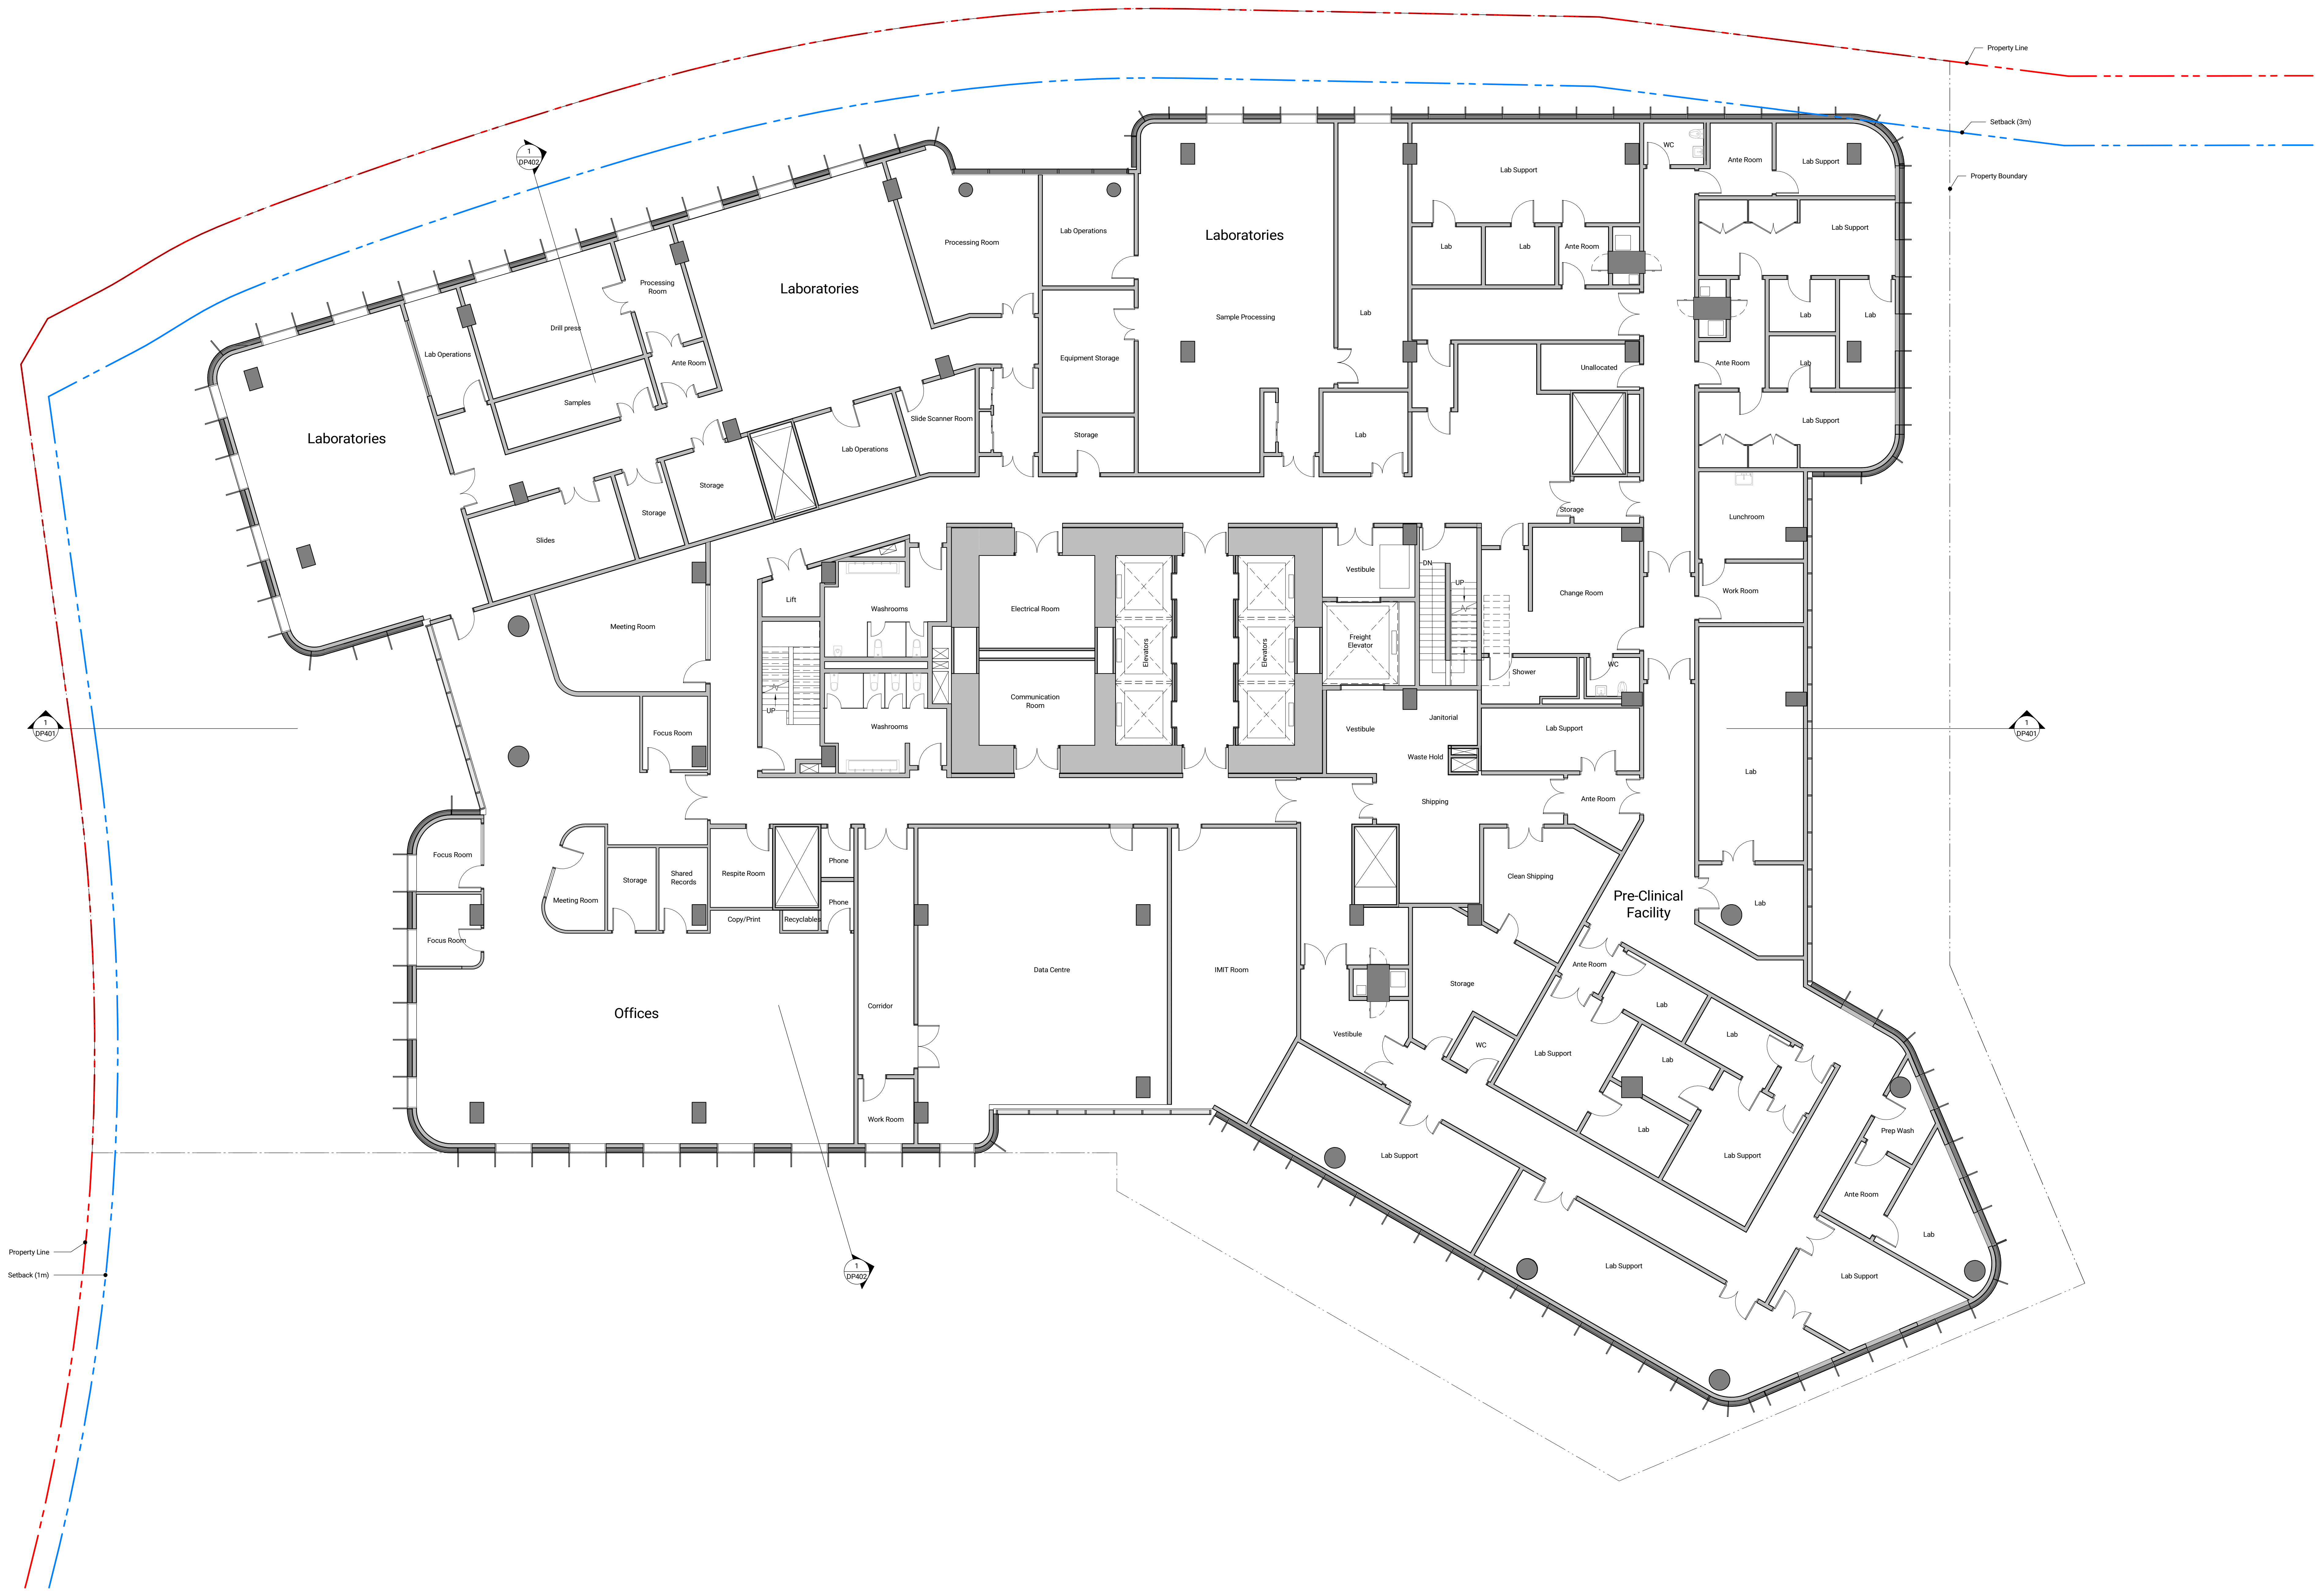 Property Line
Setback (3m)
Property Boundary
1
DP402
WC
Ante Room
Lab Support
Lab Support
Lab Support
Laboratories
Lab Operations
Processing Room
Lab
Lab
Ante Room
Processing
Room
Laboratories
Sample Processing
Lab
Lab
Lab
Drill press
Lab Operations
Equipment Storage
Ante Room
Ante Room
Lab
Unallocated
Samples
Slide Scanner Room
Lab Support
Laboratories
Storage
Lab
Lab Operations
Storage
Storage
Storage
Lunchroom
Slides
Vestibule
DN
UP
Change Room
Work Room
Lift
Washrooms
Electrical Room
Meeting Room
Elevators
Elevators
Freight
Elevator
Shower
WC
Communication
Room
UP
Washrooms
Vestibule
Janitorial
Lab Support
1
DP401
Focus Room
Waste Hold
1
DP401
Lab
Shipping
Ante Room
Focus Room
Phone
Respite Room
Shared
Records
Storage
Clean Shipping
Meeting Room
Phone
Pre-Clinical
Facility
Lab
Copy/Print
Recyclables
Focus Room
Data Centre
IMIT Room
Ante Room
Storage
Offices
Corridor
Lab
Vestibule
Lab
WC
Lab Support
Lab
Work Room
Lab
Prep Wash
Lab Support
Lab Support
Ante Room
Lab
Property Line
Setback (1m)
1
DP402
Lab Support
Lab Support